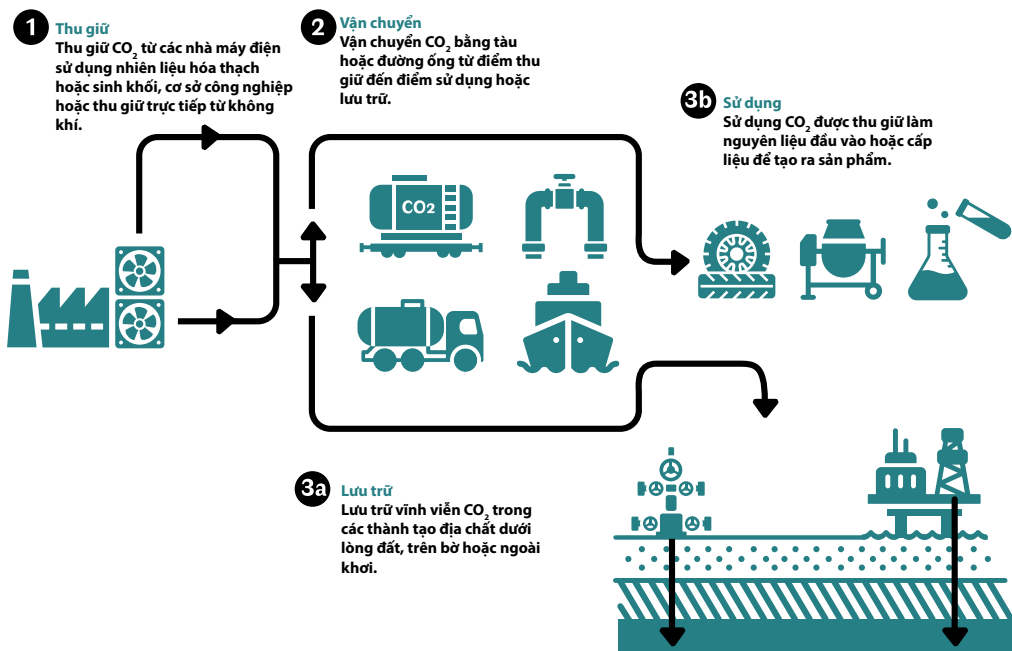 1
Thu giữ
Thu giữ CO₂ từ các nhà máy điện
sử dụng nhiên liệu hóa thạch
hoặc sinh khối, cơ sở công nghiệp
hoặc thu giữ trực tiếp từ không
khí.
2
Vận chuyển
Vận chuyển CO₂ bằng tàu
hoặc đường ống từ điểm thu
giữ đến điểm sử dụng hoặc
lưu trữ.
3b
Sử dụng
Sử dụng CO₂ được thu giữ làm
nguyên liệu đầu vào hoặc cấp
liệu để tạo ra sản phẩm.
CO2
3a
Lưu trữ
Lưu trữ vĩnh viễn CO₂ trong
các thành tạo địa chất dưới
lòng đất, trên bờ hoặc ngoài
khơi.